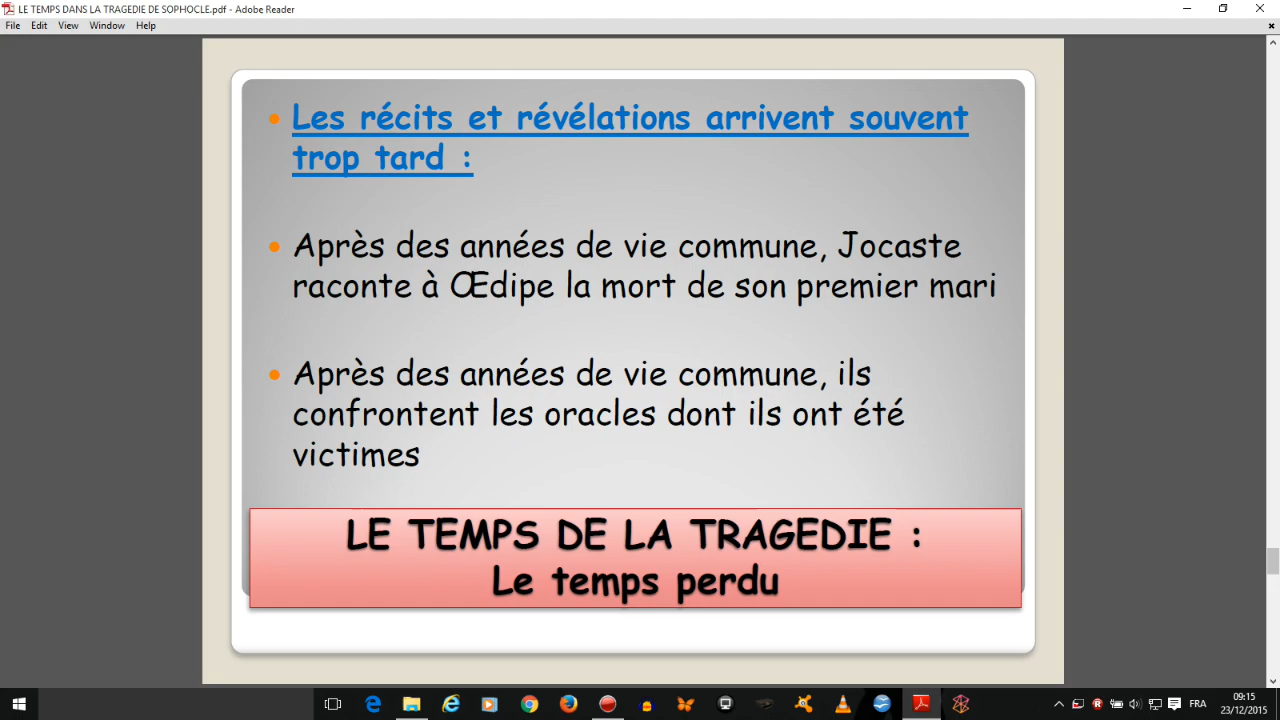 LE TEMPS DANS LA TRAGEDIE DE SOPHOCLE.pdf - Adobe Reader
File Edit View Window Help
Les récits et révélations arrivent souvent
trop tard :
Après des années de vie commune, Jocaste
raconte à Œdipe la mort de son premier mari
Après des années de vie commune, ils
confrontent les oracles dont ils ont été
victimes
LE TEMPS DE LA TRAGEDIE :
Le temps perdu
FRA
09:15
23/12/2015